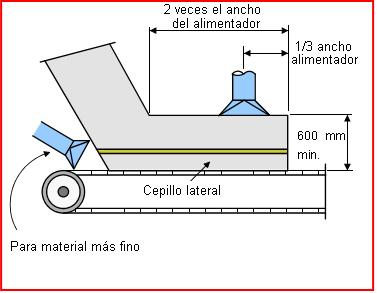 2 veces el ancho
del alimentador
1/3 ancho
alimentador
600 mm
min.
Cepillo lateral
Para material más fino